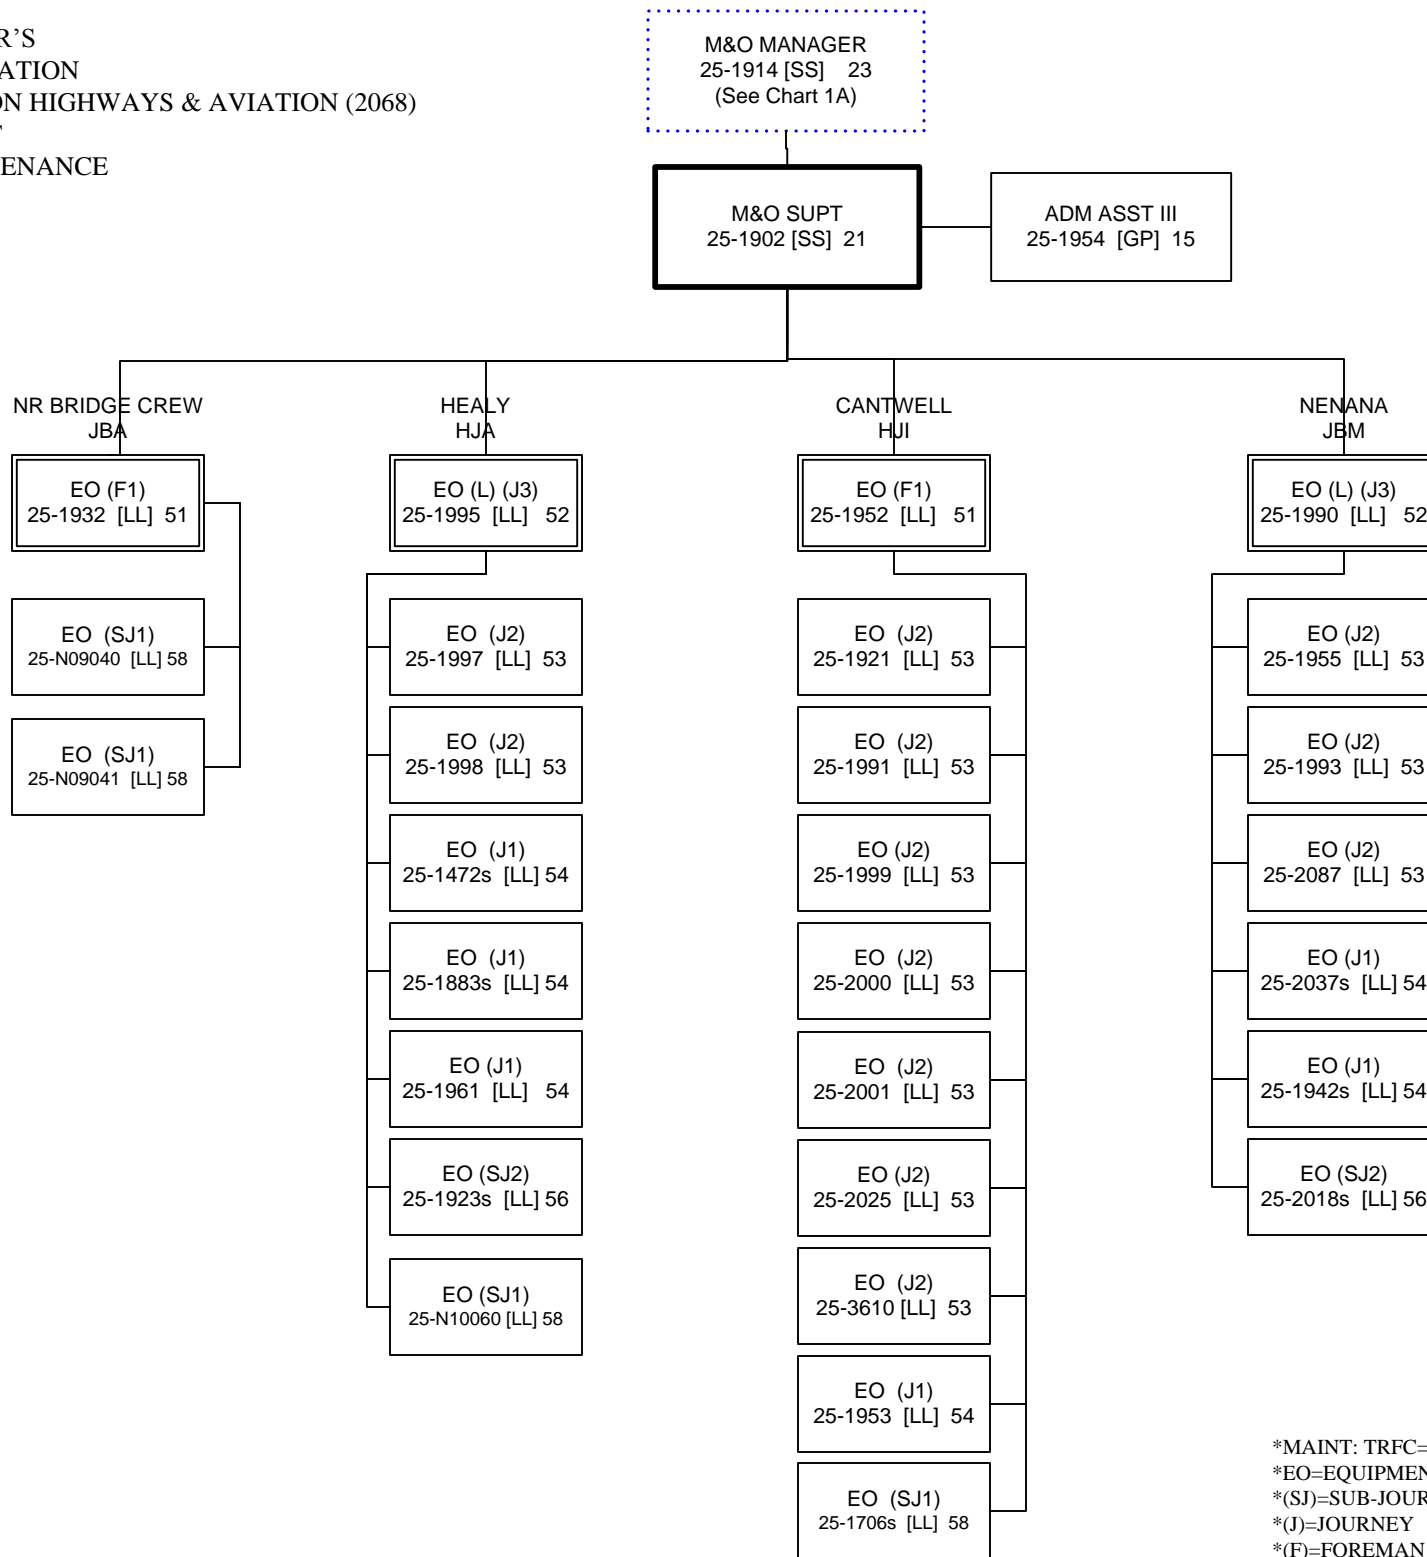 R'S
ATION
ON HIGHWAYS & AVIATION (2068)
ENANCE
M&O MANAGER
25-1914 [SS] 23
(See Chart 1A)
M&O SUPT
25-1902 [SS] 21
ADM ASST III
25-1954 [GP] 15
NR BRIDGE CREW
JBA
EO (F1)
25-1932 [LL] 51
EO (SJ1)
25-N09040 [LL] 58
EO (SJ1)
25-N09041 [LL] 58
HEALY
HJA
EO (L) (J3)
25-1995 [LL] 52
EO (J2)
25-1997 [LL] 53
EO (J2)
25-1998 [LL] 53
EO (J1)
25-1472s [LL] 54
EO (J1)
25-1883s [LL] 54
EO (J1)
25-1961 [LL] 54
EO (SJ2)
25-1923s [LL] 56
EO (SJ1)
25-N10060 [LL] 58
CANTWELL
HJI
EO (F1)
25-1952 [LL] 51
EO (J2)
25-1921 [LL] 53
EO (J2)
25-1991 [LL] 53
EO (J2)
25-1999 [LL] 53
EO (J2)
25-2000 [LL] 53
EO (J2)
25-2001 [LL] 53
EO (J2)
25-2025 [LL] 53
EO (J2)
25-3610 [LL] 53
EO (J1)
25-1953 [LL] 54
EO (SJ1)
25-1706s [LL] 58
NENANA
JBM
EO (L) (J3)
25-1990 [LL] 52
EO (J2)
25-1955 [LL] 53
EO (J2)
25-1993 [LL] 53
EO (J2)
25-2087 [LL] 53
EO (J1)
25-2037s [LL] 54
EO (J1)
25-1942s [LL] 54
EO (SJ2)
25-2018s [LL] 56
*MAINT: TRFC=
*EO=EQUIPMEN
*(SJ)=SUB-JOUR
*(J)=JOURNEY
*(F)=FOREMAN